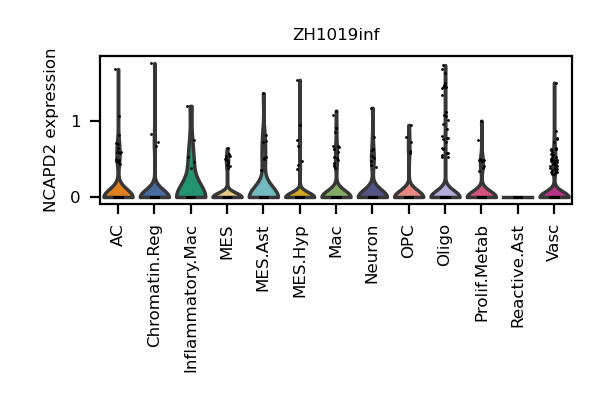 ZH1019inf
NCAPD2 expression
1
0
AC
Chromatin.Reg
Inflammatory.Mac
MES
MES.Ast
MES.Hyp
Mac
Neuron
OPC
Oligo
Prolif.Metab
Reactive.Ast
Vasc